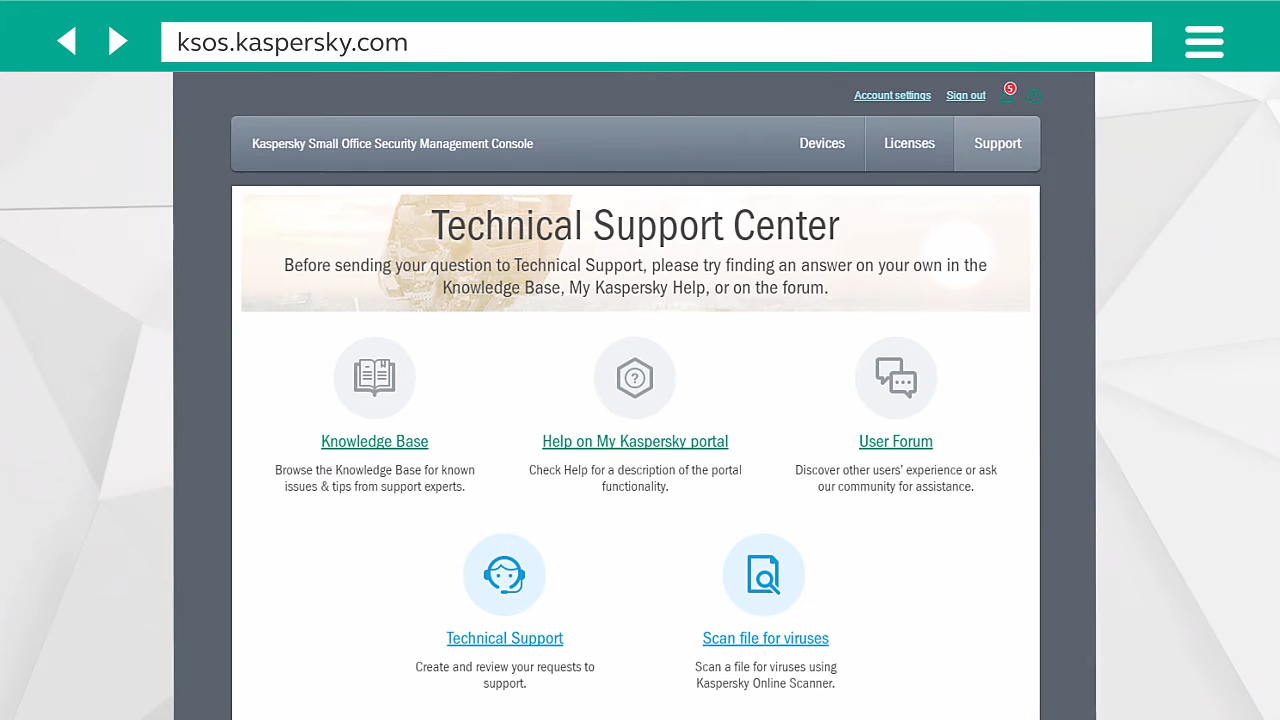 ksos.kaspersky.com
Account settings Sign out 5
Kaspersky Small Office Security Management Console Devices Licenses Support
Technical Support Center
Before sending your question to Technical Support, please try finding an answer on your own in the
Knowledge Base, My Kaspersky Help, or on the forum.
Knowledge Base Help on My Kaspersky portal User Forum
Browse the Knowledge Base for known Check Help for a description of the portal Discover other users’ experience or ask
issues & tips from support experts. functionality. our community for assistance.
Technical Support Scan file for viruses
Create and review your requests to Scan a file for viruses using
support. Kaspersky Online Scanner.